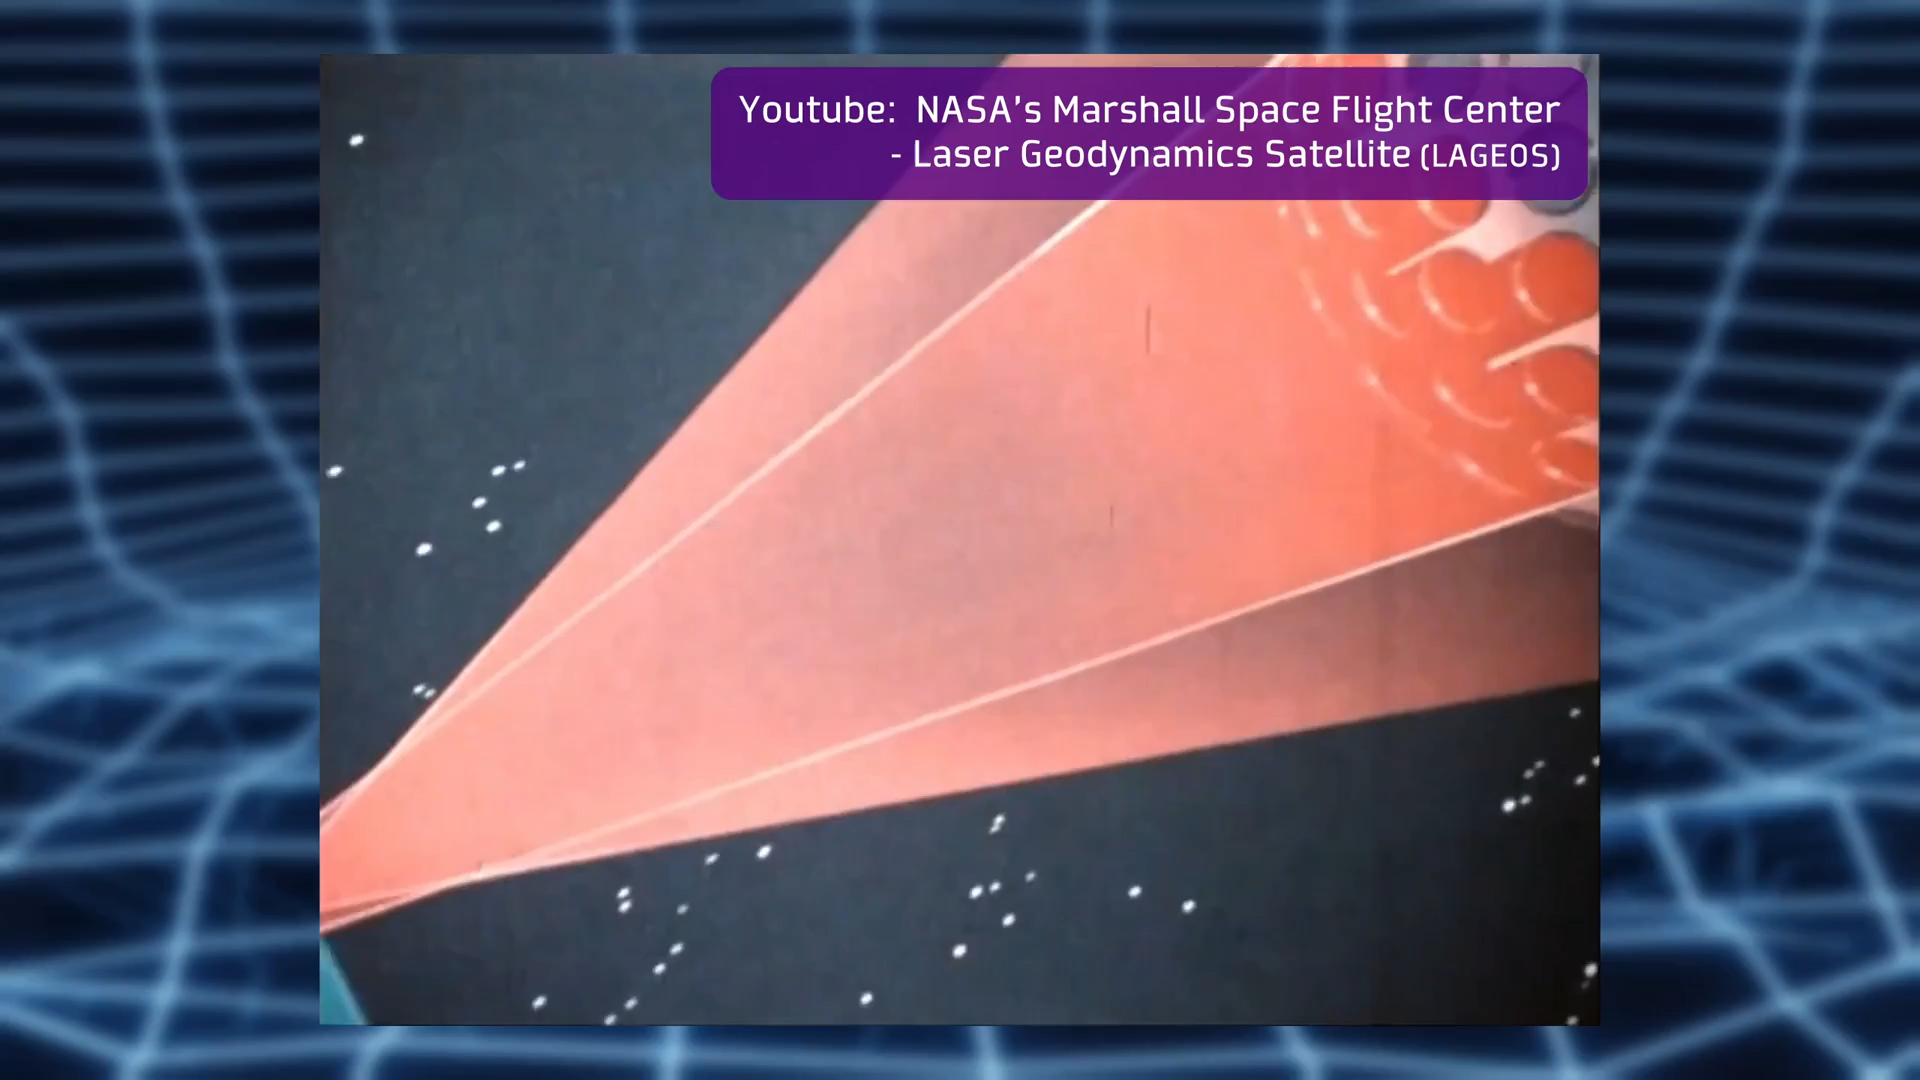 Youtube: NASA's Marshall Space Flight Center
- Laser Geodynamics Satellite (LAGEOS)